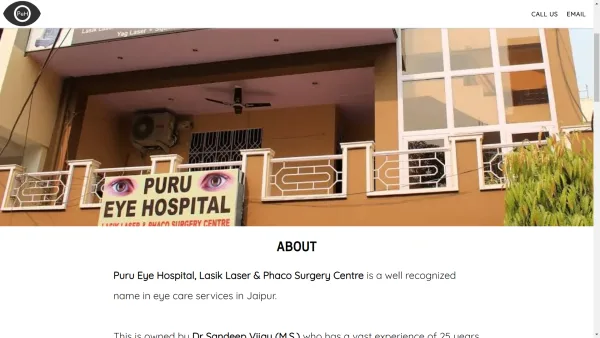 PeH
CALL US EMAIL
Yag Laser
PURU
EYE HOSPITAL
LASIK LASER & PHACO SURGERY CENTRE
ABOUT
Puru Eye Hospital, Lasik Laser & Phaco Surgery Centre is a well recognized
name in eye care services in Jaipur.
This is owned by Dr Sandeep Vijay (M.S.) who has a vast experience of 25 years